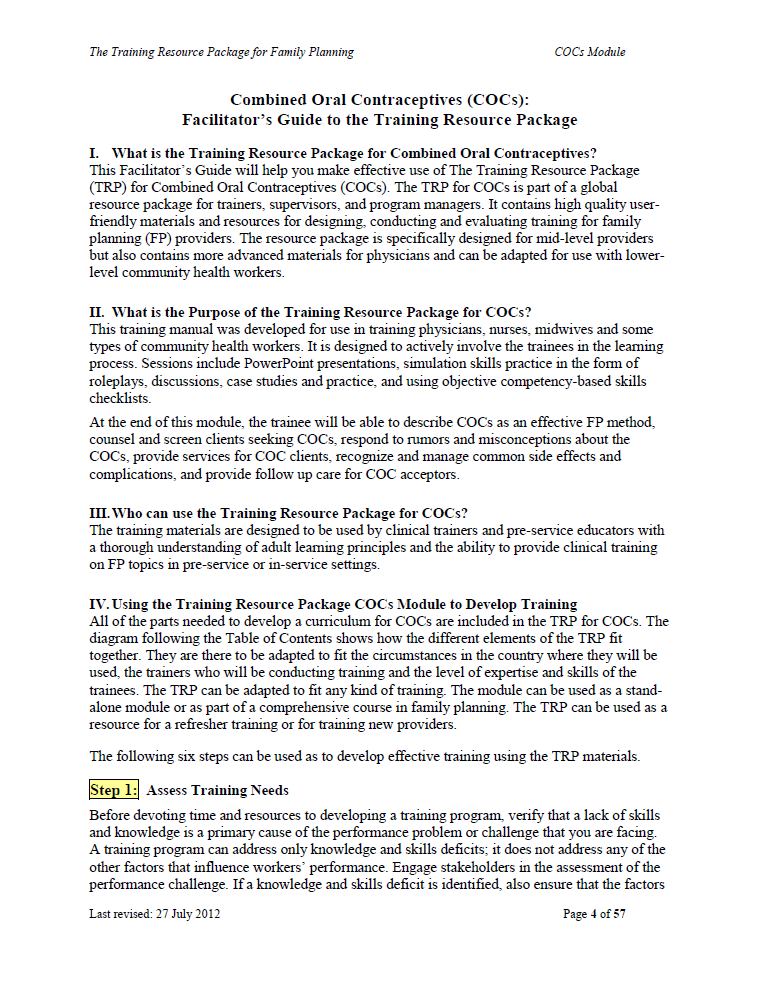 The Training Resource Package for Family Planning COCs Module
Combined Oral Contraceptives (COCs):
Facilitator's Guide to the Training Resource Package
I. What is the Training Resource Package for Combined Oral Contraceptives?
This Facilitator's Guide will help you make effective use of The Training Resource Package
(TRP) for Combined Oral Contraceptives (COCs). The TRP for COCs is part of a global
resource package for trainers, supervisors, and program managers. It contains high quality user-
friendly materials and resources for designing, conducting and evaluating training for family
planning (FP) providers. The resource package is specifically designed for mid-level providers
but also contains more advanced materials for physicians and can be adapted for use with lower-
level community health workers.
II. What is the Purpose of the Training Resource Package for COCs?
This training manual was developed for use in training physicians, nurses, midwives and some
types of community health workers. It is designed to actively involve the trainees in the learning
process. Sessions include PowerPoint presentations, simulation skills practice in the form of
roleplays, discussions, case studies and practice, and using objective competency-based skills
checklists.
At the end of this module, the trainee will be able to describe COCs as an effective FP method,
counsel and screen clients seeking COCs, respond to rumors and misconceptions about the
COCs, provide services for COC clients, recognize and manage common side effects and
complications, and provide follow up care for COC acceptors.
III. Who can use the Training Resource Package for COCs?
The training materials are designed to be used by clinical trainers and pre-service educators with
a thorough understanding of adult learning principles and the ability to provide clinical training
on FP topics in pre-service or in-service settings.
IV. Using the Training Resource Package COCs Module to Develop Training
All of the parts needed to develop a curriculum for COCs are included in the TRP for COCs. The
diagram following the Table of Contents shows how the different elements of the TRP fit
together. They are there to be adapted to fit the circumstances in the country where they will be
used, the trainers who will be conducting training and the level of expertise and skills of the
trainees. The TRP can be adapted to fit any kind of training. The module can be used as a stand-
alone module or as part of a comprehensive course in family planning. The TRP can be used as a
resource for a refresher training or for training new providers.
The following six steps can be used as to develop effective training using the TRP materials.
Step 1: Assess Training Needs
Before devoting time and resources to developing a training program, verify that a lack of skills
and knowledge is a primary cause of the performance problem or challenge that you are facing.
A training program can address only knowledge and skills deficits; it does not address any of the
other factors that influence workers' performance. Engage stakeholders in the assessment of the
performance challenge. If a knowledge and skills deficit is identified, also ensure that the factors
Last revised: 27 July 2012 Page 4 of 57